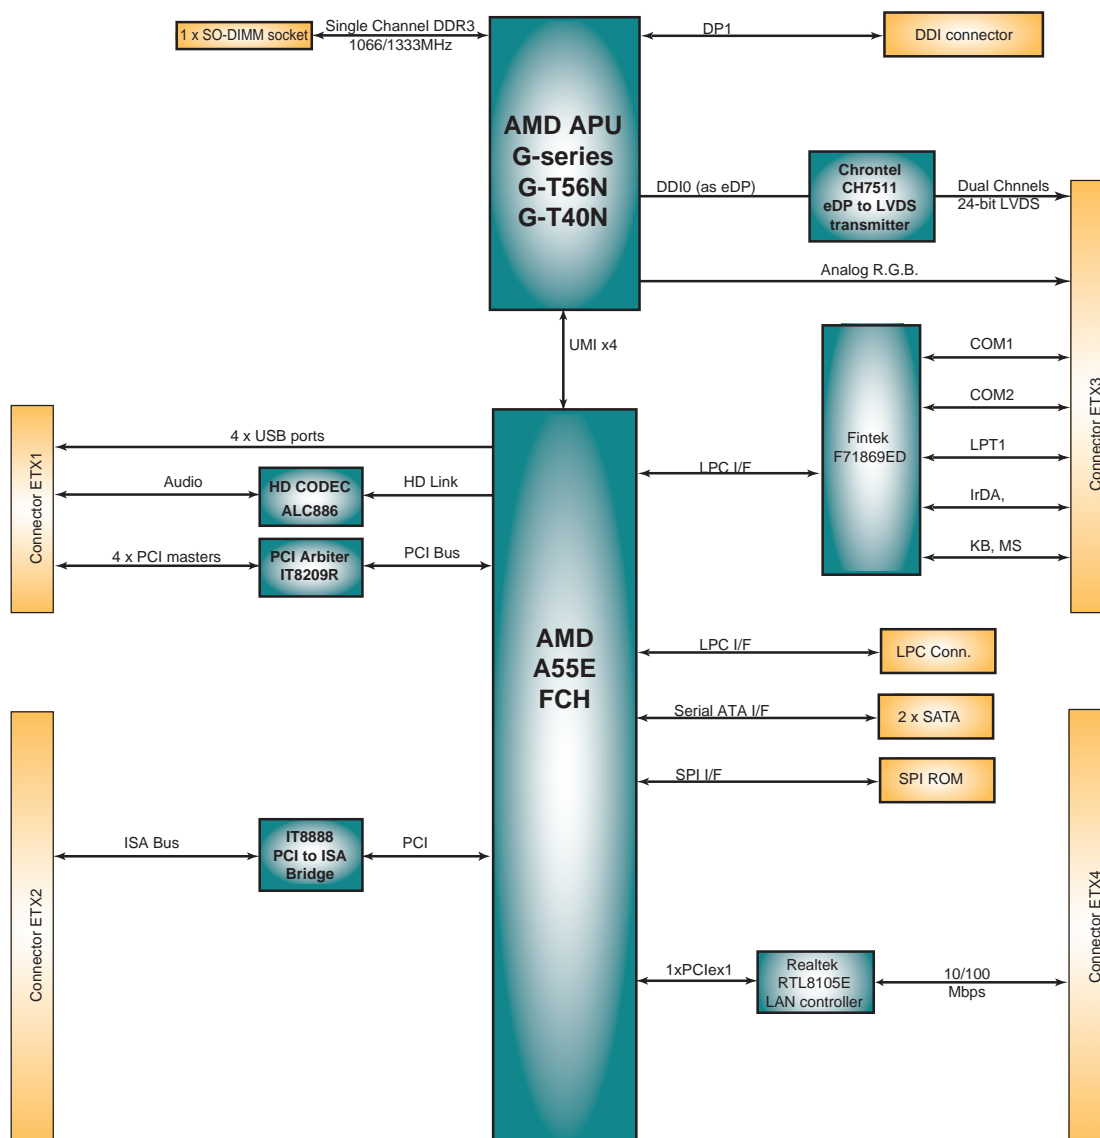 1 x SO-DIMM socket
Single Channel DDR3
1066/1333MHz
AMD APU
G-series
G-T56N
G-T40N
DP1
DDI connector
DDI0 (as eDP)
Chrontel
CH7511
eDP to LVDS
transmitter
Dual Chnnels
24-bit LVDS
Analog R.G.B.
UMI x4
Connector ETX3
COM1
COM2
LPT1
IrDA,
KB, MS
Fintek
F71869ED
LPC I/F
Connector ETX1
4 x USB ports
Audio
HD CODEC
ALC886
HD Link
4 x PCI masters
PCI Arbiter
IT8209R
PCI Bus
AMD
A55E
FCH
LPC I/F
LPC Conn.
Serial ATA I/F
2 x SATA
SPI I/F
SPI ROM
Connector ETX2
ISA Bus
IT8888
PCI to ISA
Bridge
PCI
1xPCIex1
Realtek
RTL8105E
LAN controller
10/100
Mbps
Connector ETX4